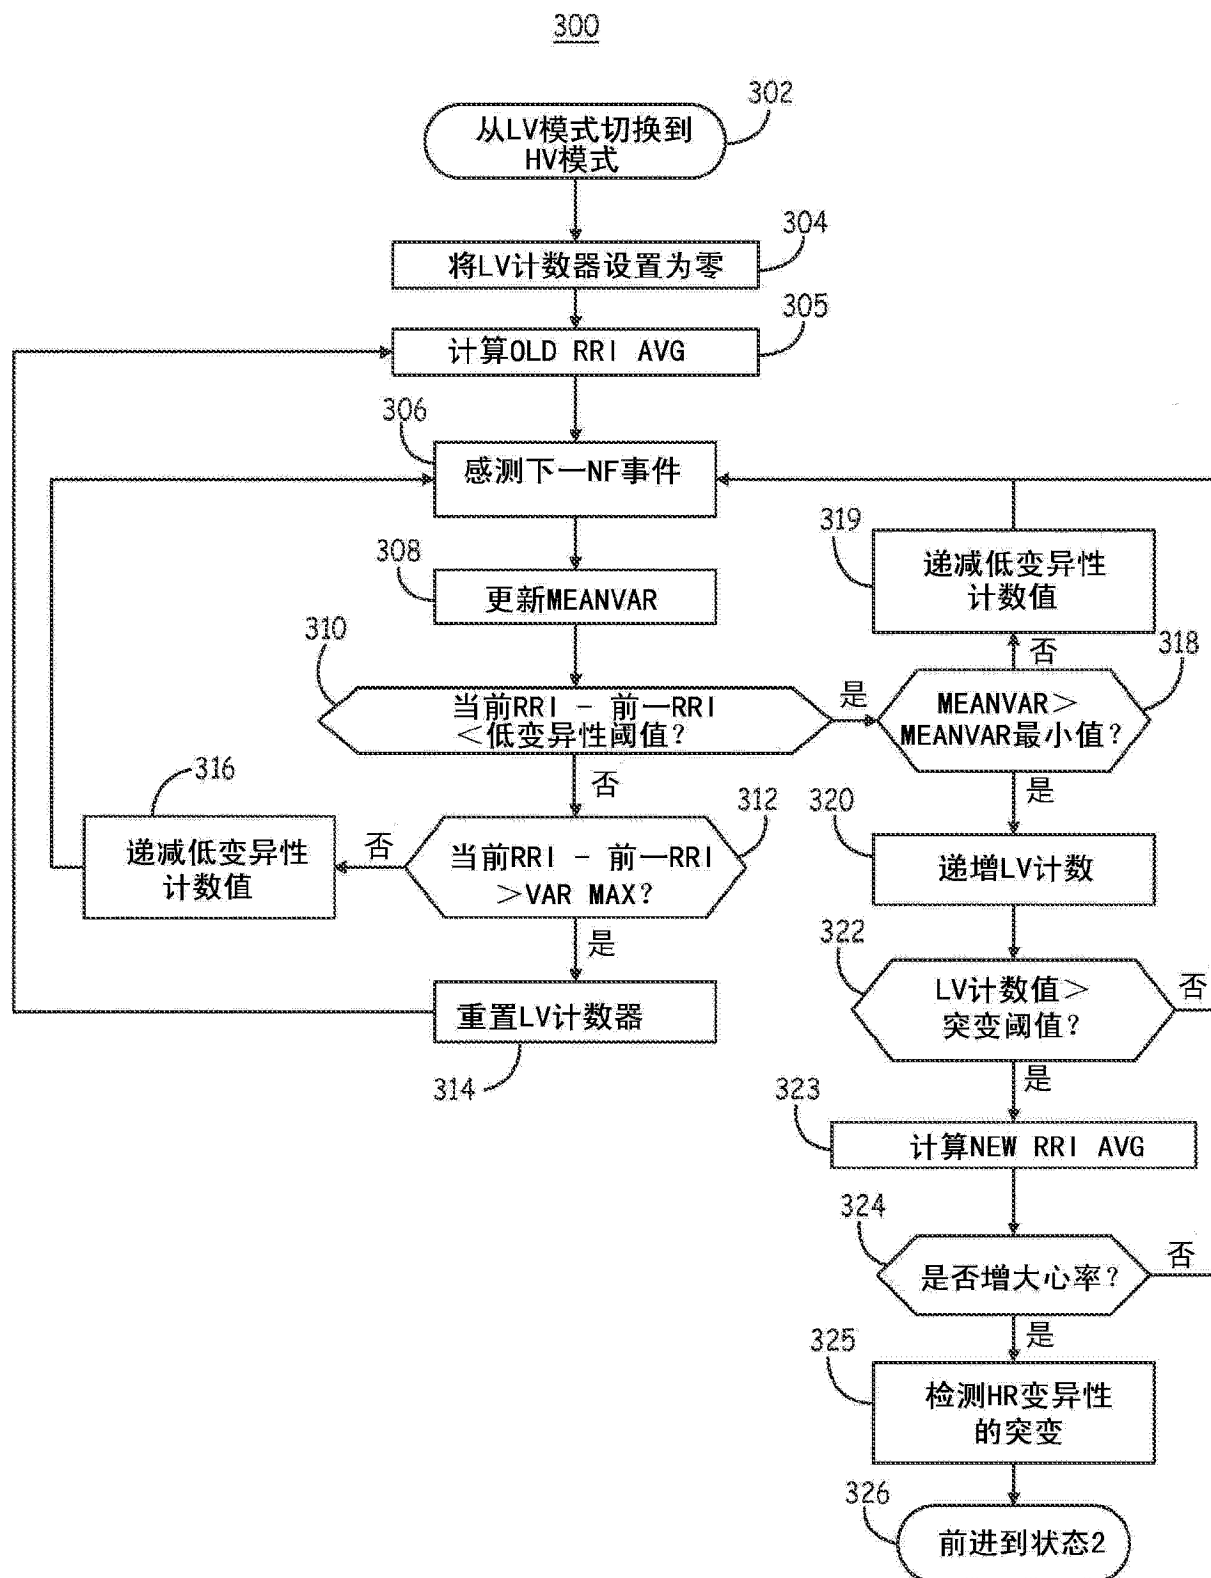 300
302
从LV模式切换到
HV模式
304
将LV计数器设置为零
305
计算OLD RRI AVG
306
感测下一NF事件
308
更新MEANVAR
310
当前RRI - 前一RRI
<低变异性阈值?
是
否
312
当前RRI - 前一RRI
>VAR MAX?
否
是
316
递减低变异性
计数值
重置LV计数器
314
319
递减低变异性
计数值
否
318
MEANVAR>
MEANVAR最小值?
是
320
递增LV计数
322
LV计数值>
突变阈值?
否
是
323
计算NEW RRI AVG
324
是否增大心率?
否
是
325
检测HR变异性
的突变
326
前进到状态2